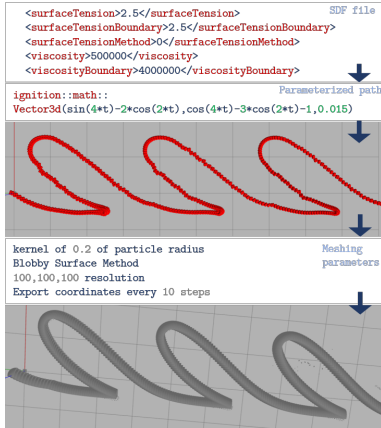 SDF file
<surfaceTension>2.5</surfaceTension>
<surfaceTensionBoundary>2.5</surfaceTensionBoundary>
<surfaceTensionMethod>0</surfaceTensionMethod>
<viscosity>500000</viscosity>
<viscosityBoundary>4000000</viscosityBoundary>
Parameterized path
ignition::math::
Vector3d(sin(4*t)-2*cos(2*t),cos(4*t)-3*cos(2*t)-1,0.015)
kernel of 0.2 of particle radius
Blobby Surface Method
100,100,100 resolution
Export coordinates every 10 steps
Meshing
parameters